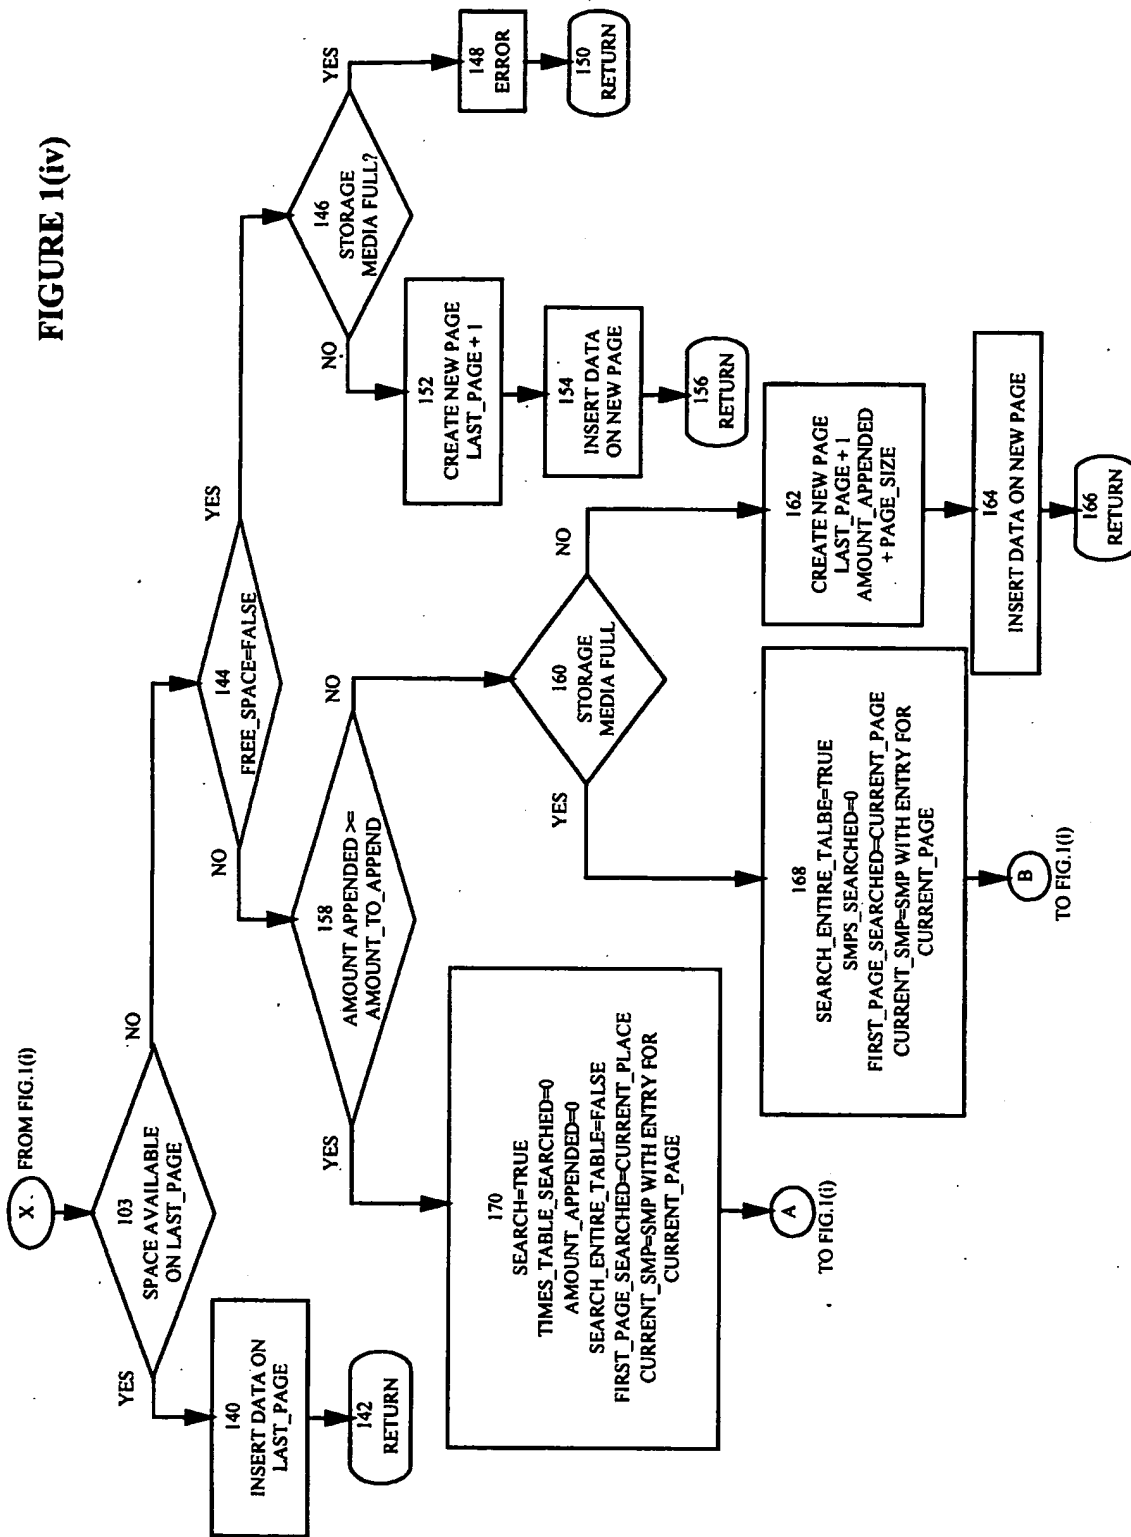 FIGURE 1(iv)
X.
FROM FIG.1(i)
103
SPACE AVAILABLE
ON LAST_PAGE
YES
NO
140
INSERT DATA ON
LAST_PAGE
142
RETURN
144
FREE_SPACE=FALSE
NO
YES
146
STORAGE
MEDIA FULL?
NO
YES
148
ERROR
150
RETURN
152
CREATE NEW PAGE
LAST_PAGE + 1
154
INSERT DATA
ON NEW PAGE
156
RETURN
158
AMOUNT APPENDED >=
AMOUNT_TO_APPEND
YES
NO
160
STORAGE
MEDIA FULL
YES
NO
162
CREATE NEW PAGE
LAST_PAGE + 1
AMOUNT_APPENDED
+ PAGE_SIZE
164
INSERT DATA ON NEW PAGE
166
RETURN
168
SEARCH_ENTIRE_TALBE=TRUE
SMPS_SEARCHED=0
FIRST_PAGE_SEARCHED=CURRENT_PAGE
CURRENT_SMP=SMP WITH ENTRY FOR
CURRENT_PAGE
B
TO FIG.1(i)
170
SEARCH=TRUE
TIMES_TABLE_SEARCHED=0
AMOUNT_APPENDED=0
SEARCH_ENTIRE_TABLE=FALSE
FIRST_PAGE_SEARCHED=CURRENT_PLACE
CURRENT_SMP=SMP WITH ENTRY FOR
CURRENT_PAGE
A
TO FIG.1(i)